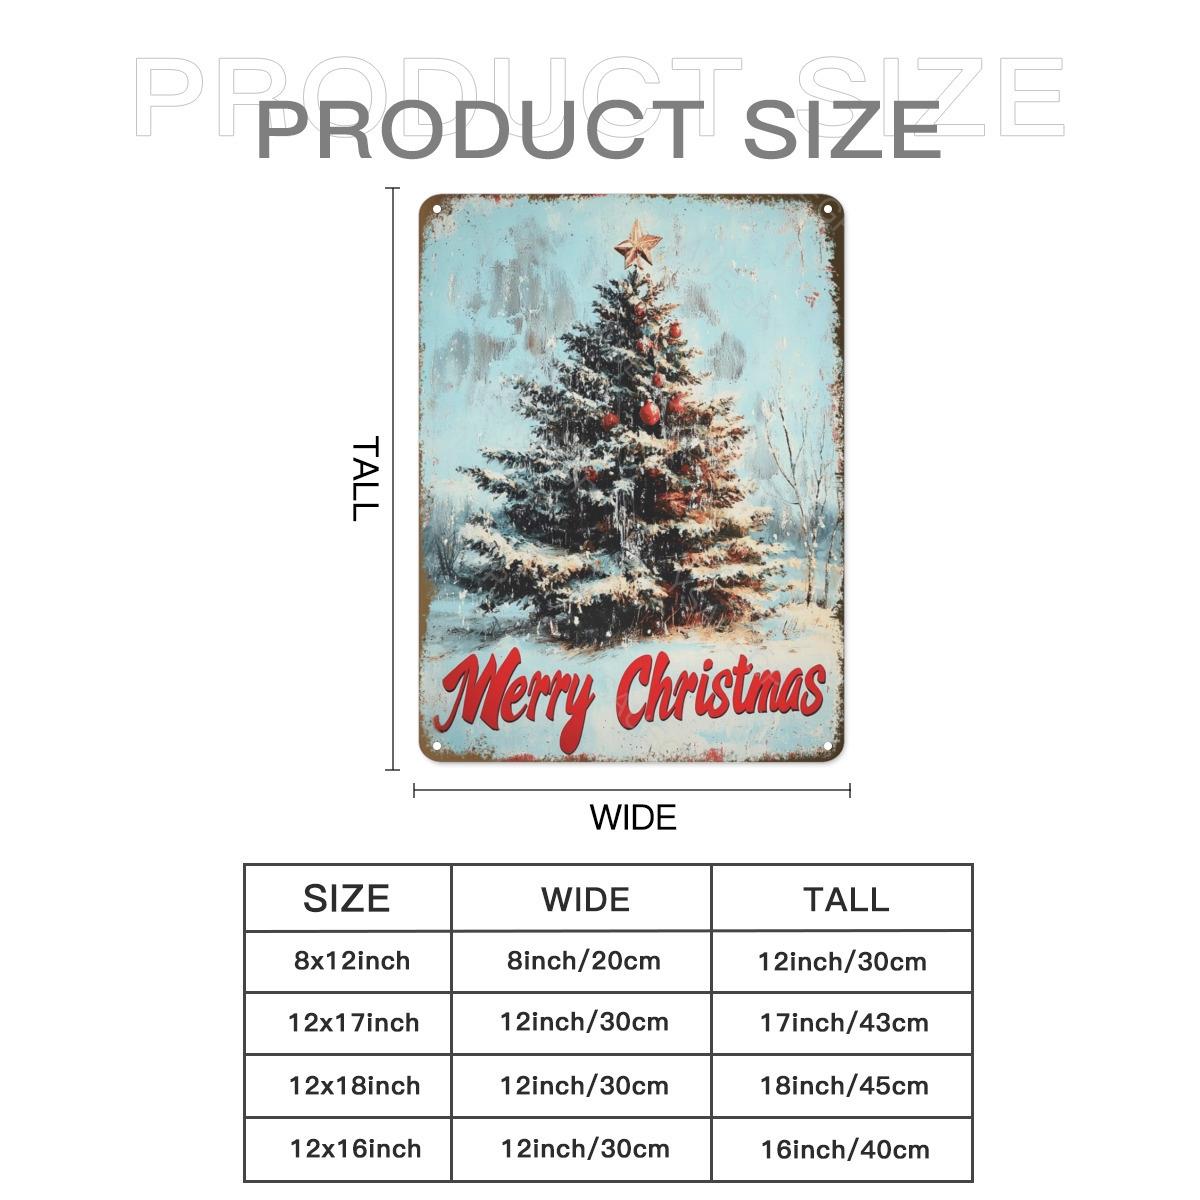 PRODUCT SIZE
PRODUCT SIZE
TALL
Merry Christmas
WIDE
SIZE WIDE TALL
8x12inch 8inch/20cm 12inch/30cm
12x17inch 12inch/30cm 17inch/43cm
12x18inch 12inch/30cm 18inch/45cm
12x16inch 12inch/30cm 16inch/40cm